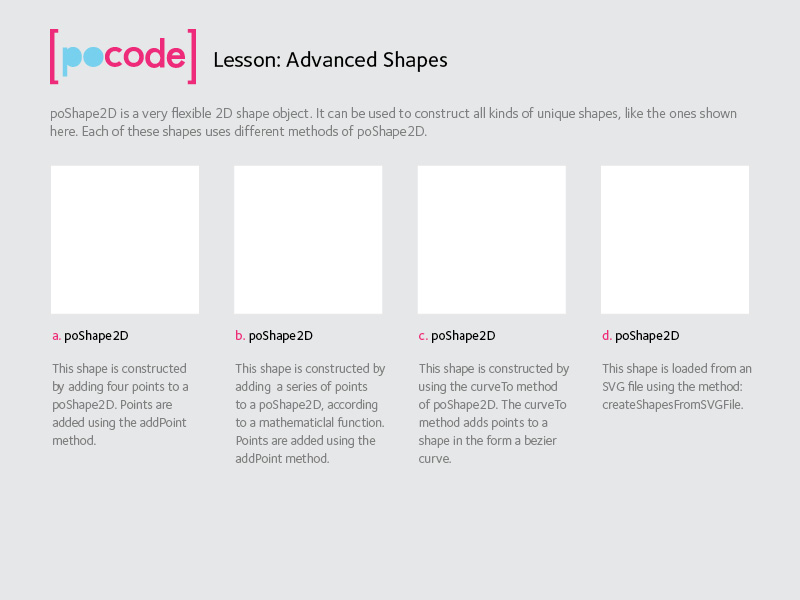 [pocode]
Lesson: Advanced Shapes
poShape2D is a very flexible 2D shape object. It can be used to construct all kinds of unique shapes, like the ones shown
here. Each of these shapes uses different methods of poShape2D.
a. poShape2D
This shape is constructed
by adding four points to a
poShape2D. Points are
added using the addPoint
method.
b. poShape2D
This shape is constructed by
adding  a series of points
to a poShape2D, according
to a mathematiclal function.
Points are added using the
addPoint method.
c. poShape2D
This shape is constructed by
using the curveTo method
of poShape2D. The curveTo
method adds points to a
shape in the form a bezier
curve.
d. poShape2D
This shape is loaded from an
SVG file using the method:
createShapesFromSVGFile.